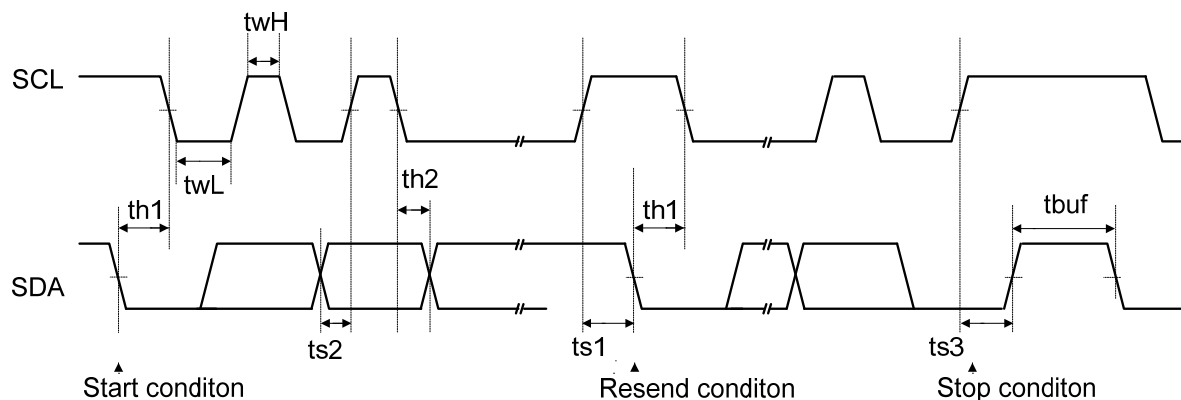 twH
SCL
twL
th2
th1
th1
tbuf
SDA
ts2
ts1
ts3
Start conditon
Resend conditon
Stop conditon